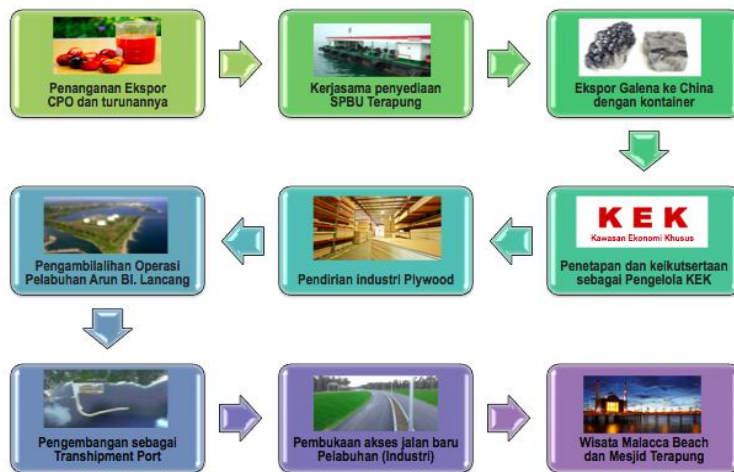 Penanganan Ekspor
CPO dan turunannya
Kerjasama penyediaan
SPBU Terapung
Ekspor Galena ke China
dengan kontainer
KEK
Kawasan Ekonomi Khusus
Penetapan dan keikutsertaan
sebagai Pengelola KEK
Pendirian industri Plywood
Pengambilalihan Operasi
Pelabuhan Arun Bl. Lancang
Pengembangan sebagai
Transhipment Port
Pembukaan akses jalan baru
Pelabuhan (Industri)
Wisata Malacca Beach
dan Mesjid Terapung